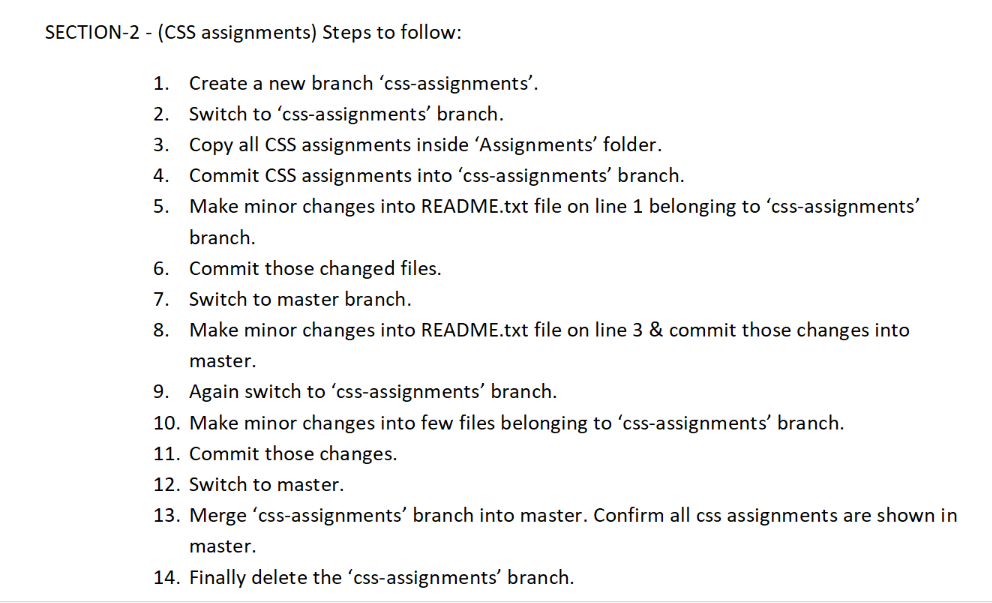 SECTION-2 - (CSS assignments) Steps to follow:
1. Create a new branch ‘css-assignments’.
2. Switch to ‘css-assignments’ branch.
3. Copy all CSS assignments inside ‘Assignments’ folder.
4. Commit CSS assignments into ‘css-assignments’ branch.
5. Make minor changes into README.txt file on line 1 belonging to ‘css-assignments’
branch.
6. Commit those changed files.
7. Switch to master branch.
8. Make minor changes into README.txt file on line 3 & commit those changes into
master.
9. Again switch to ‘css-assignments’ branch.
10. Make minor changes into few files belonging to ‘css-assignments’ branch.
11. Commit those changes.
12. Switch to master.
13. Merge ‘css-assignments’ branch into master. Confirm all css assignments are shown in
master.
14. Finally delete the ‘css-assignments’ branch.